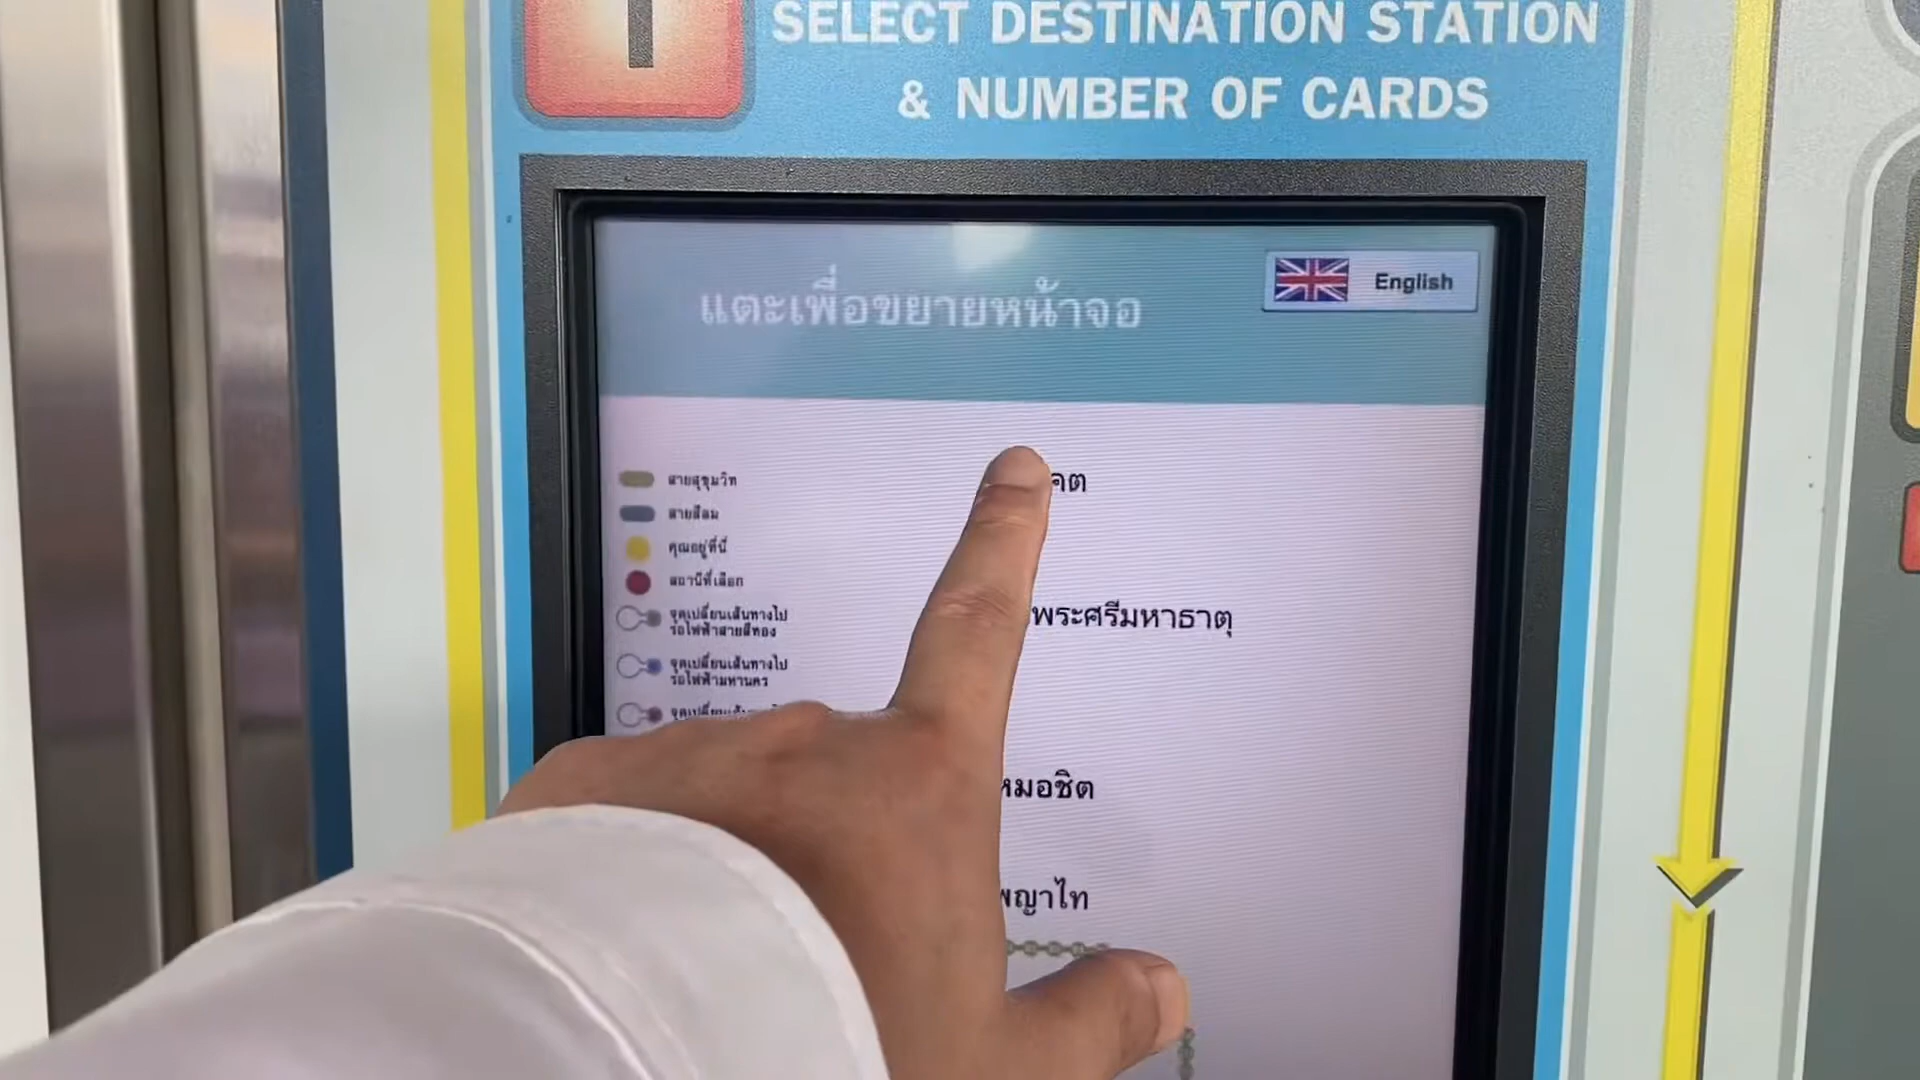 1
SELECT DESTINATION STATION
& NUMBER OF CARDS
แตะเพื่อขยายหน้าจอ
English
สายสุขุมวิท
สายสีลม
คุณอยู่ที่นี่
สถานีที่เลือก
จุดเปลี่ยนเส้นทางไป
รถไฟฟ้าสายสีทอง
จุดเปลี่ยนเส้นทางไป
รถไฟฟ้ามหานคร
คต
พระศรีมหาธาตุ
หมอชิต
พญาไท